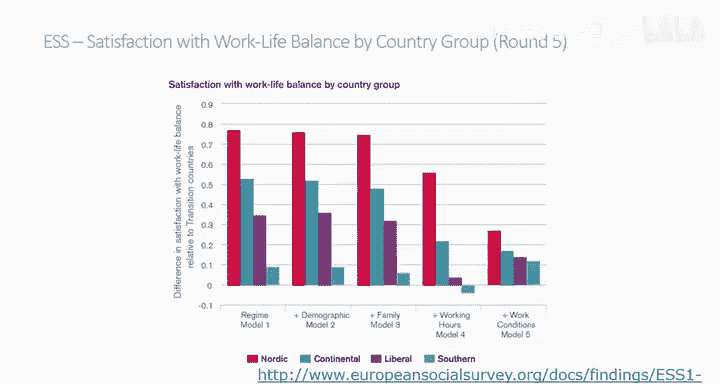 ESS – Satisfaction with Work-Life Balance by Country Group (Round 5)
Satisfaction with work-life balance by country group
Difference in satisfaction with work-life balance
relative to Transition countries
0.9
0.8
0.7
0.6
0.5
0.4
0.3
0.2
0.1
0
-0.1
Regime
Model 1
+ Demographic
Model 2
+ Family
Model 3
+ Working
Hours
Model 4
+ Work
Conditions
Model 5
Nordic Continental Liberal Southern
http://www.europeansocialsurvey.org/docs/findings/ESS1-